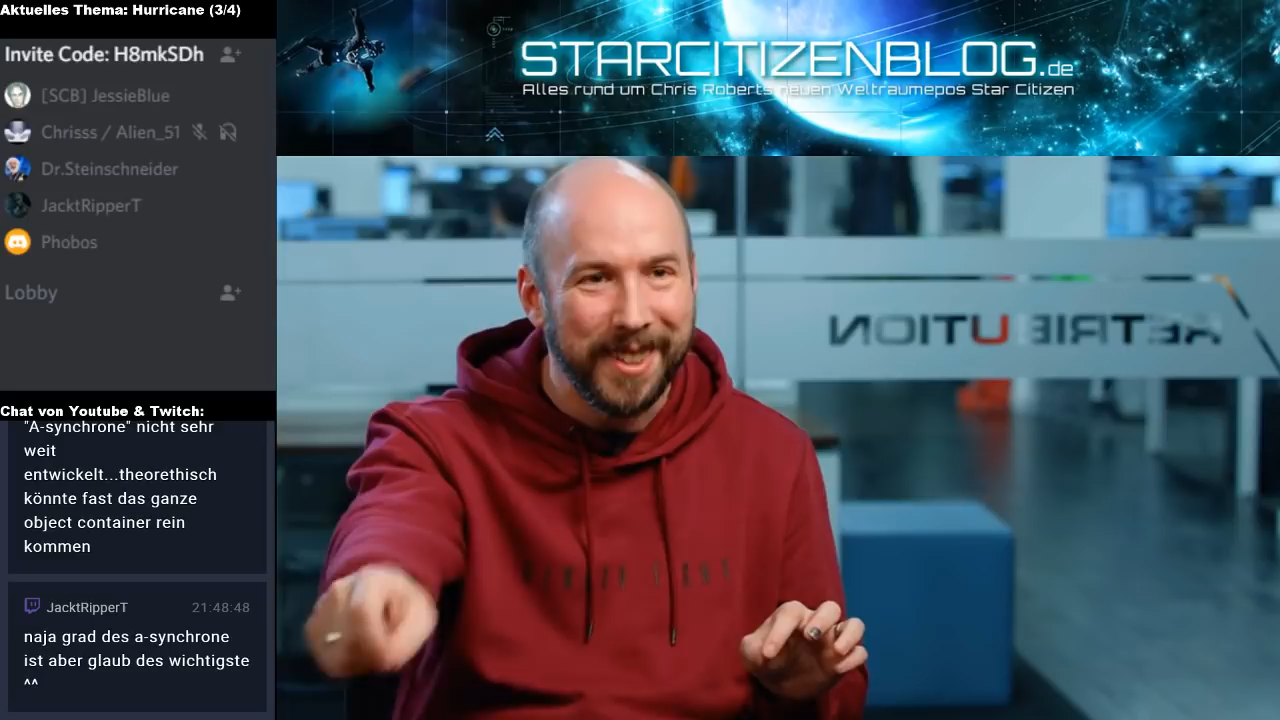 Aktuelles Thema: Hurricane (3/4)
Invite Code: H8mkSDh
[SCB] JessieBlue
Chrisss / Alien_51
Dr.Steinschneider
JacktRipperT
Phobos
Lobby
Chat von Youtube & Twitch:
"A-synchrone" nicht sehr
weit
entwickelt...theorethisch
könnte fast das ganze
object container rein
kommen
JacktRipperT 21:48:48
naja grad des a-synchrone
ist aber glaub des wichtigste
^^
STARCITIZENBLOG.de
Alles rund um Chris Roberts neuen Weltraumepos Star Citizen
RETRIBUTION